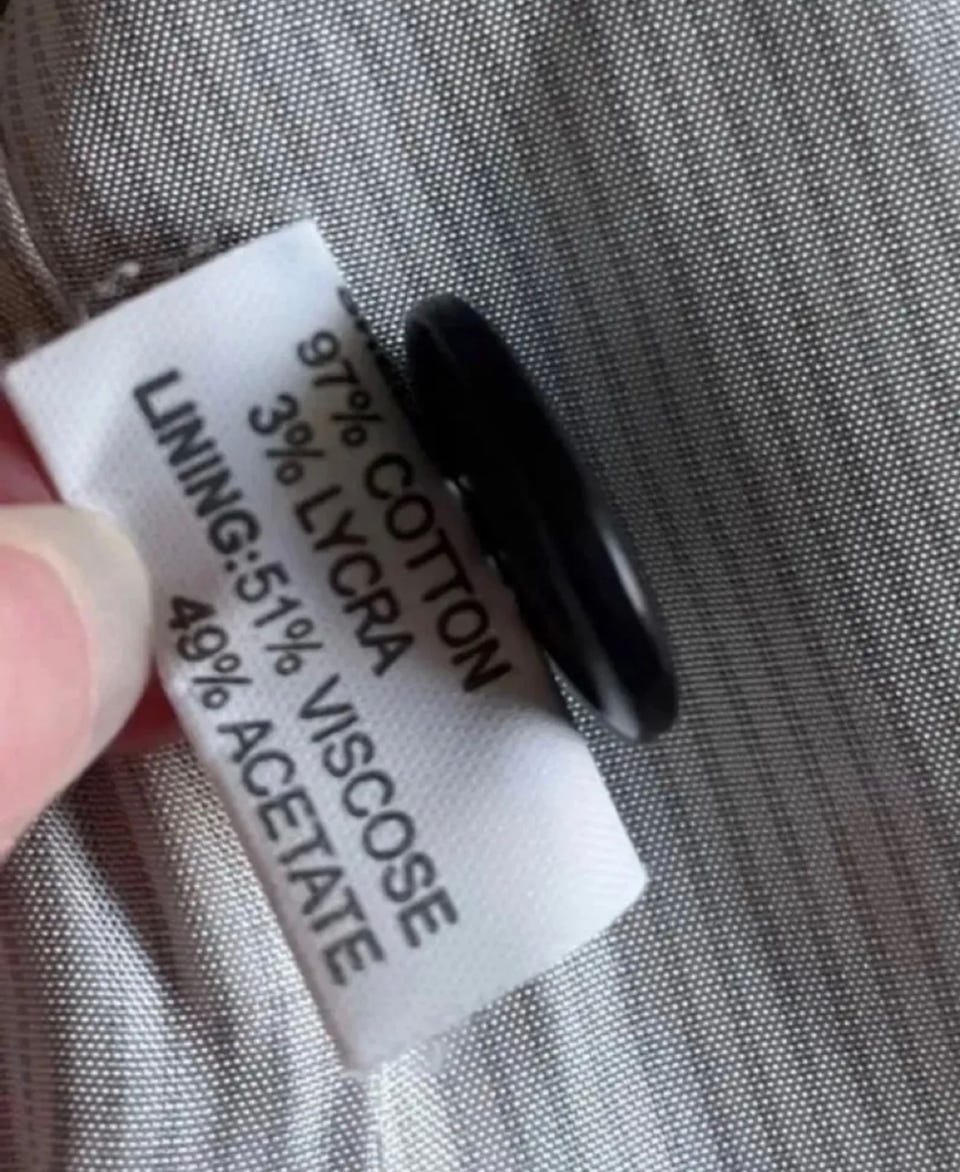 97% COTTON
3% LYCRA
LINING:51% VISCOSE
49% ACETATE